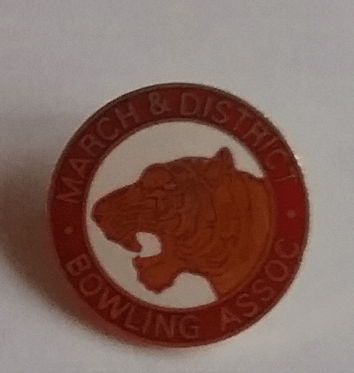 MARCH & DISTRICT
BOWLING ASSOC